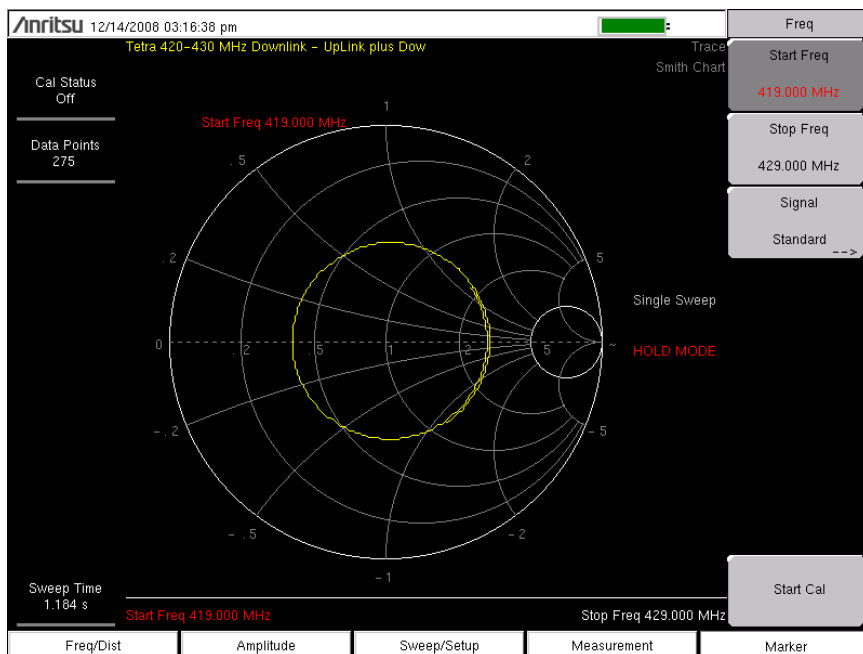 Anritsu 12/14/2008 03:16:38 pm
Freq
Tetra 420-430 MHz Downlink - UpLink plus Dow
Trace
Smith Chart
Start Freq
419.000 MHz
Cal Status
Off
Data Points
275
Start Freq 419.000 MHz
Stop Freq
429.000 MHz
Signal
Standard
-->
1
.5
2
.2
5
Single Sweep
HOLD MODE
0
.2
.5
1
2
5
~
-.2
-5
-.5
-2
-1
Sweep Time
1.184 s
Start Freq 419.000 MHz
Stop Freq 429.000 MHz
Start Cal
Freq/Dist
Amplitude
Sweep/Setup
Measurement
Marker